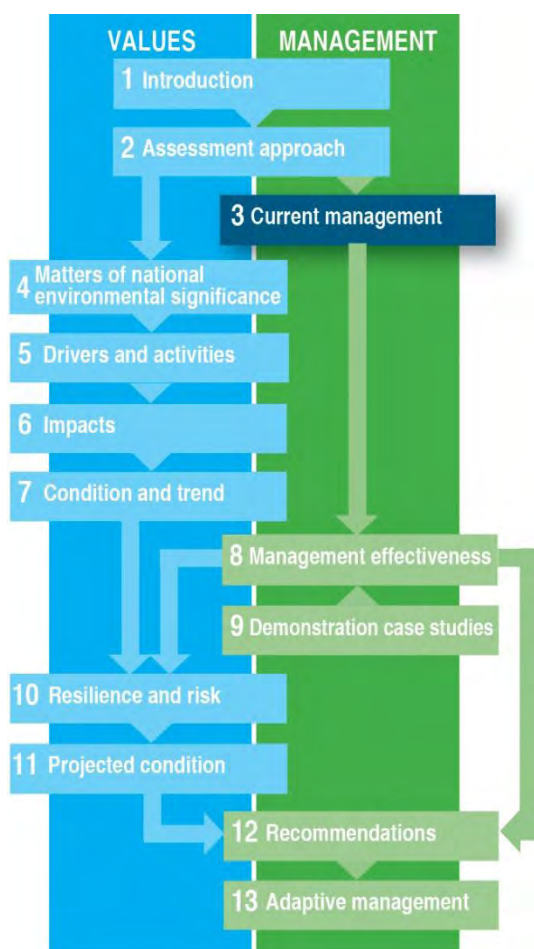 VALUES
MANAGEMENT
1 Introduction
2 Assessment approach
3 Current management
4 Matters of national
environmental significance
5 Drivers and activities
6 Impacts
7 Condition and trend
8 Management effectiveness
9 Demonstration case studies
10 Resilience and risk
11 Projected condition
12 Recommendations
13 Adaptive management